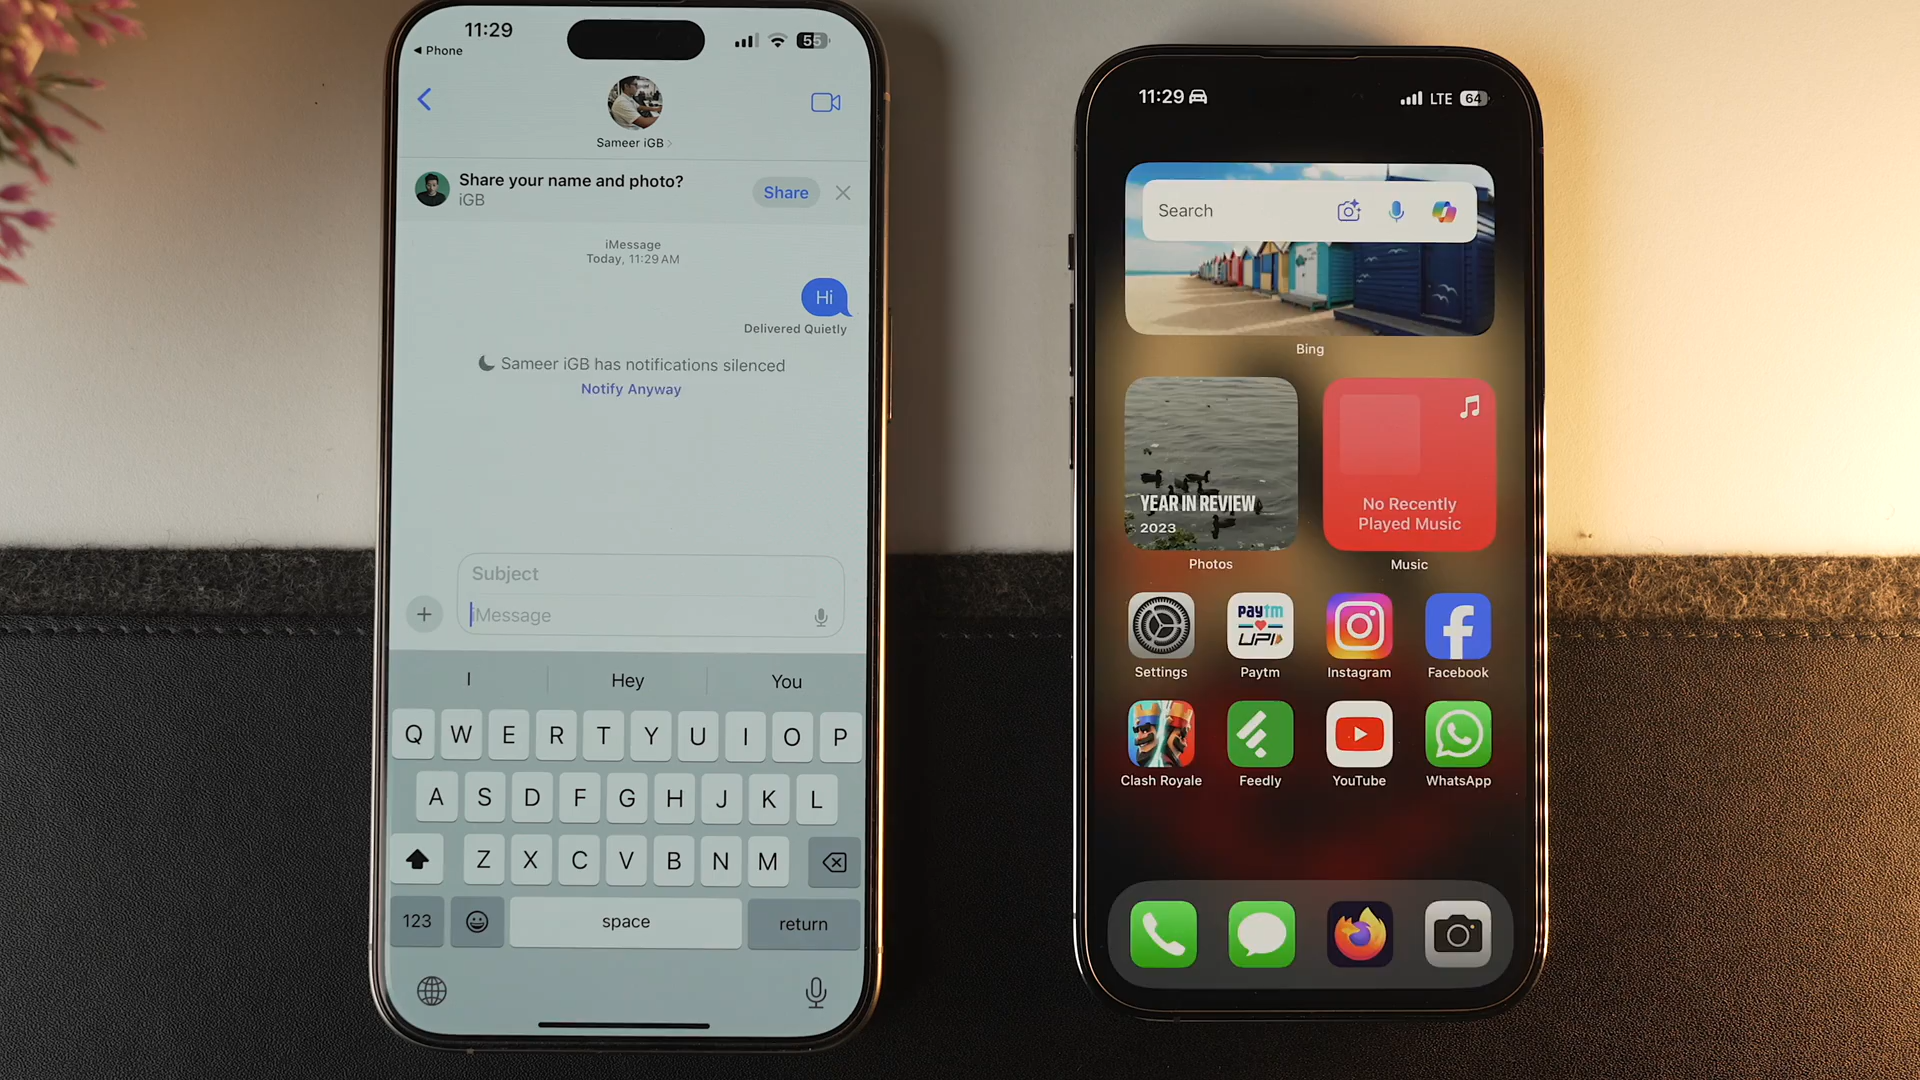 11:29
55
Phone
Sameer iGB
Share your name and photo?
iGB
Share
iMessage
Today, 11:29 AM
Hi
Delivered Quietly
Sameer iGB has notifications silenced
Notify Anyway
Subject
iMessage
I Hey You
Q W E R T Y U I O P
A S D F G H J K L
Z X C V B N M
123 space return
11:29
LTE 64
Search
Bing
YEAR IN REVIEW
2023
Photos
No Recently
Played Music
Music
paytm
UPI
Settings Paytm Instagram Facebook
Clash Royale Feedly YouTube WhatsApp